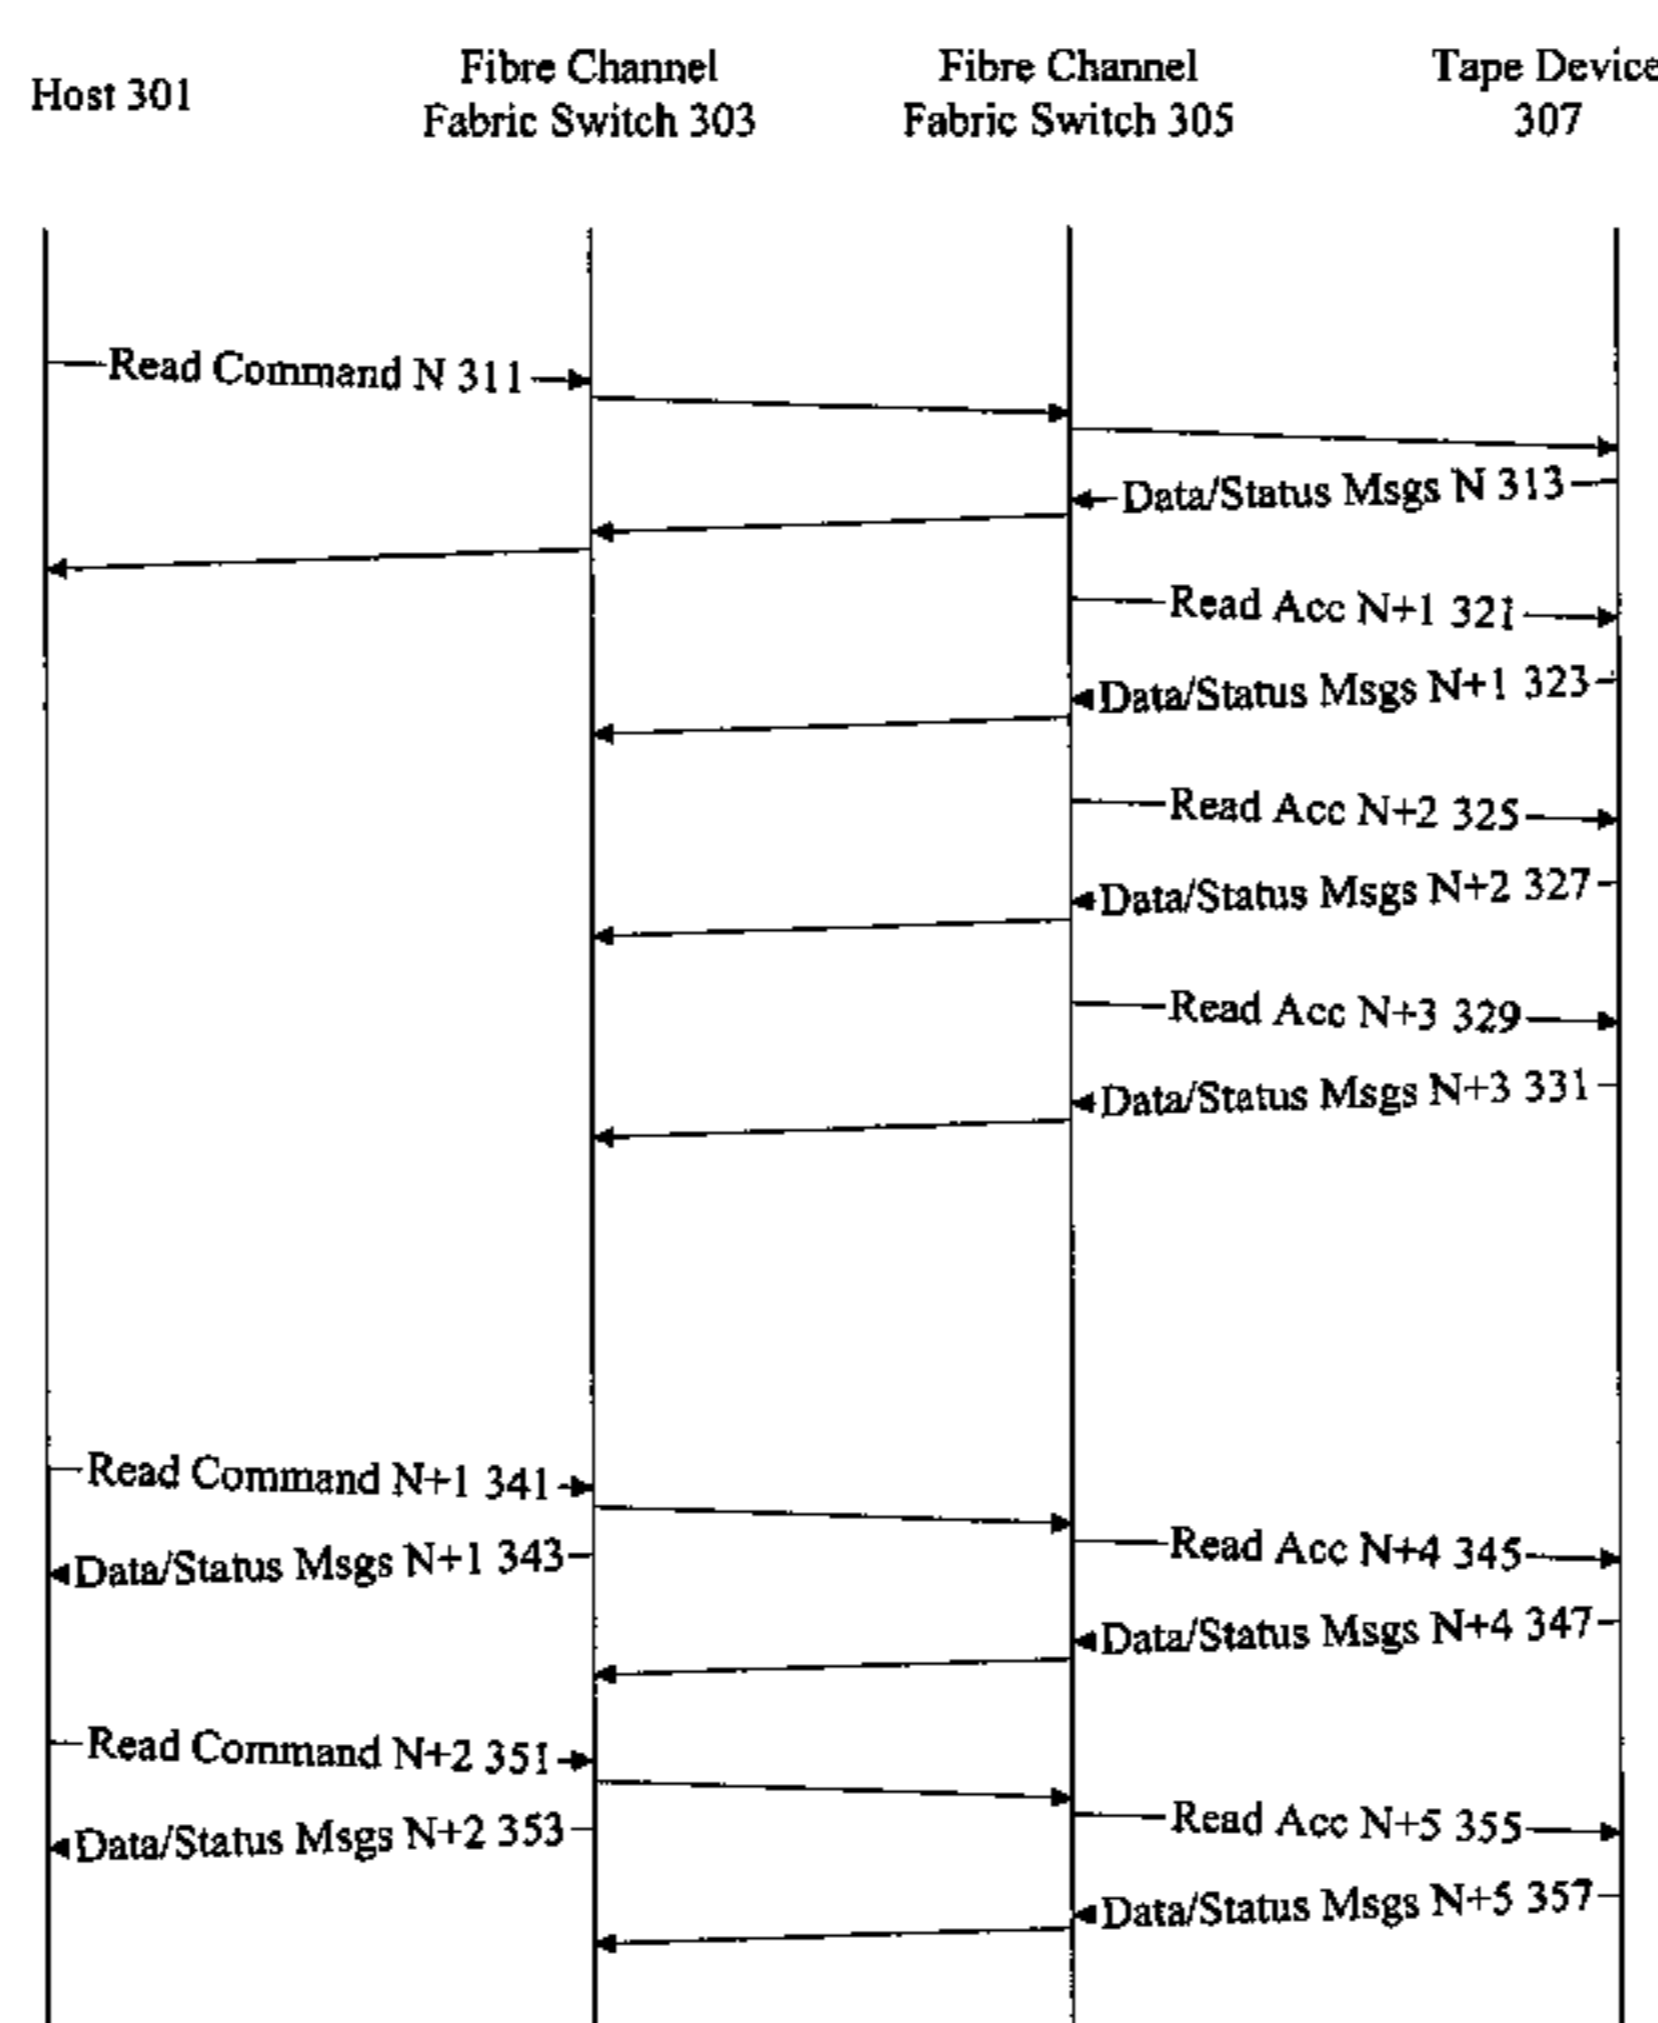 Host 301
Fibre Channel
Fabric Switch 303
Fibre Channel
Fabric Switch 305
Tape Device
307
Read Command N 311
Data/Status Msgs N 313
Read Acc N+1 321
Data/Status Msgs N+1 323
Read Acc N+2 325
Data/Status Msgs N+2 327
Read Acc N+3 329
Data/Status Msgs N+3 331
Read Command N+1 341
Read Acc N+4 345
Data/Status Msgs N+1 343
Data/Status Msgs N+4 347
Read Command N+2 351
Read Acc N+5 355
Data/Status Msgs N+2 353
Data/Status Msgs N+5 357